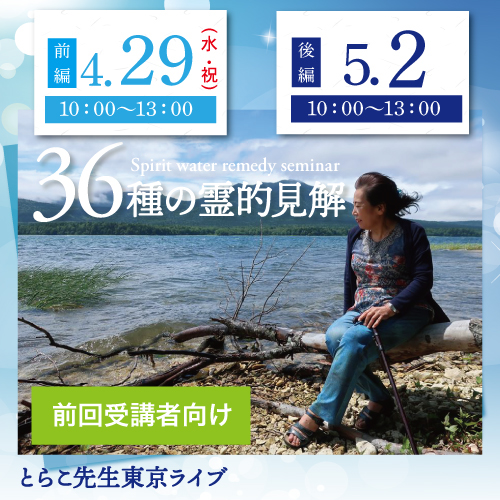 前編
4.29
(水・祝)
10：00〜13：00
後編
5.2
10：00〜13：00
Spirit water remedy seminar
36種の霊的見解
前回受講者向け
とらこ先生東京ライブ